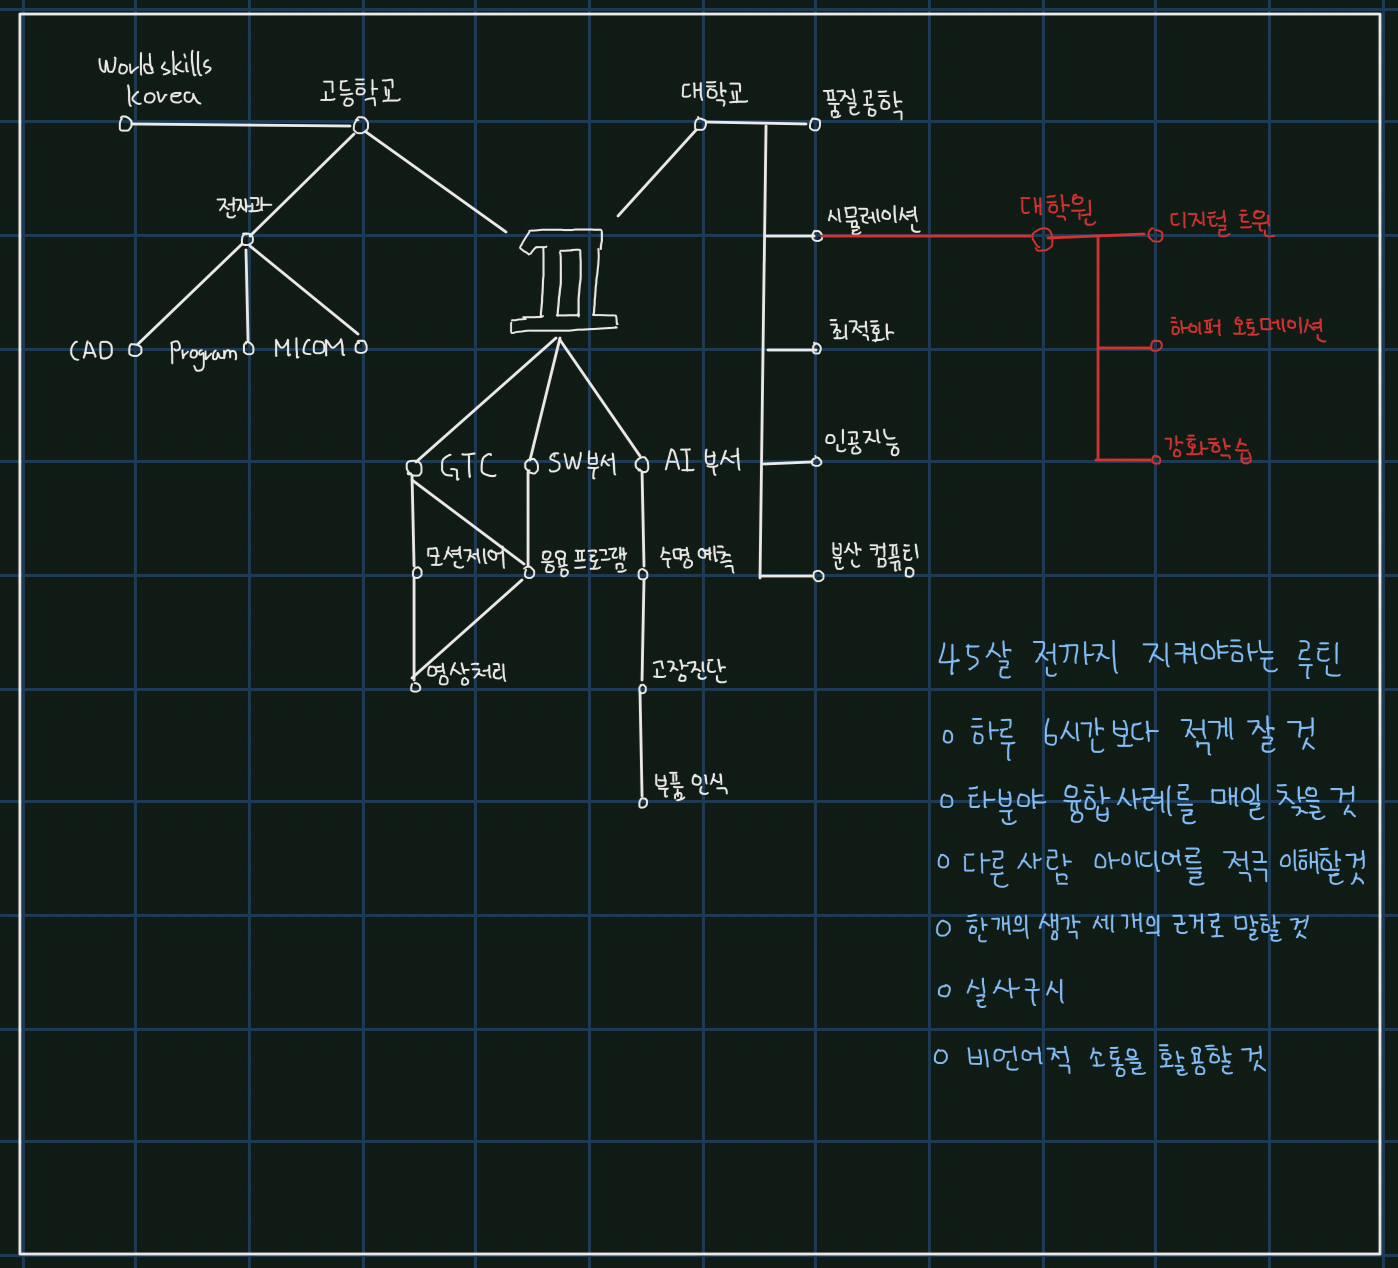 World skills
Korea
고등학교
대학교
품질공학
전자과
시뮬레이션
대학원
디지털 트윈
CAD
Program
MICOM
최적화
하이퍼 오토메이션
GTC
SW부서
AI 부서
인공지능
강화학습
모션제어
응용 프로그램
수명 예측
분산 컴퓨팅
영상처리
고장진단
부품 인식
45살 전까지 지켜야하는 루틴
o 하루 6시간보다 적게 잘 것
o 타분야 융합사례를 매일 찾을 것
o 다른 사람 아이디어를 적극 이해할것
o 한개의 생각 세개의 근거로 말할 것
o 실사구시
o 비언어적 소통을 활용할 것